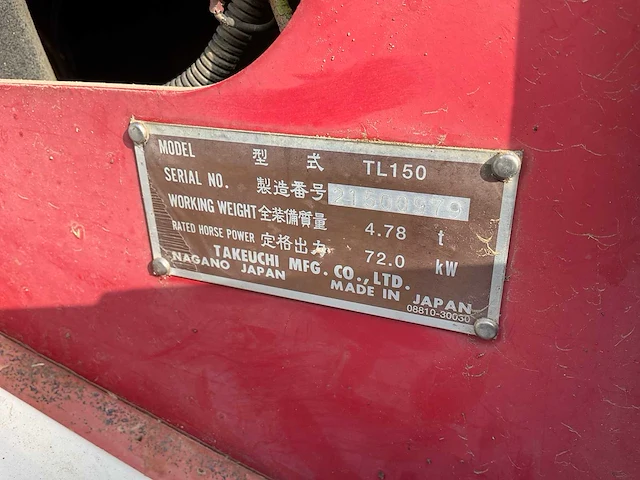 MODEL 型式 TL150
SERIAL NO. 製造番号
WORKING WEIGHT 全装備質量 4.78 t
RATED HORSE POWER 定格出力 72.0 kW
TAKEUCHI MFG. CO., LTD.
NAGANO JAPAN MADE IN JAPAN
08810-30030